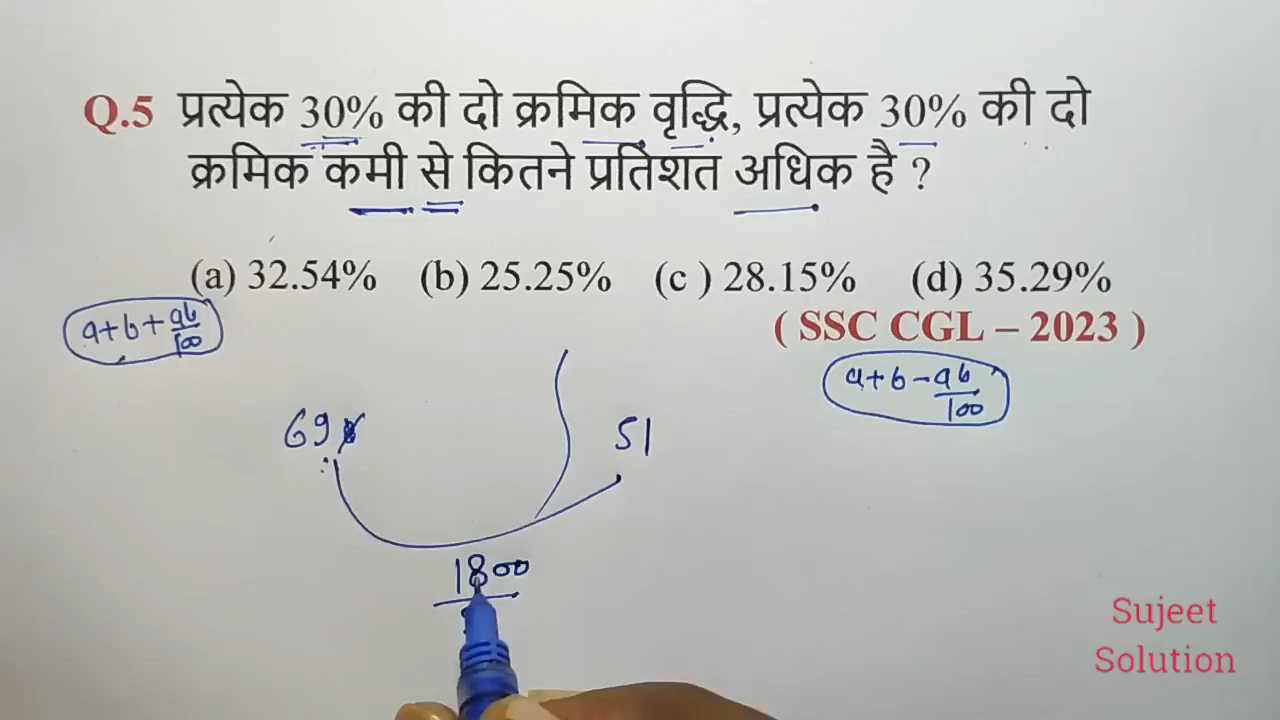 Q.5 प्रत्येक 30% की दो क्रमिक वृद्धि, प्रत्येक 30% की दो
क्रमिक कमी से कितने प्रतिशत अधिक है ?
(a) 32.54% (b) 25.25% (c ) 28.15% (d) 35.29%
( SSC CGL – 2023 )
a+b+ab/100
a+b-ab/100
69 51
1800
Sujeet
Solution